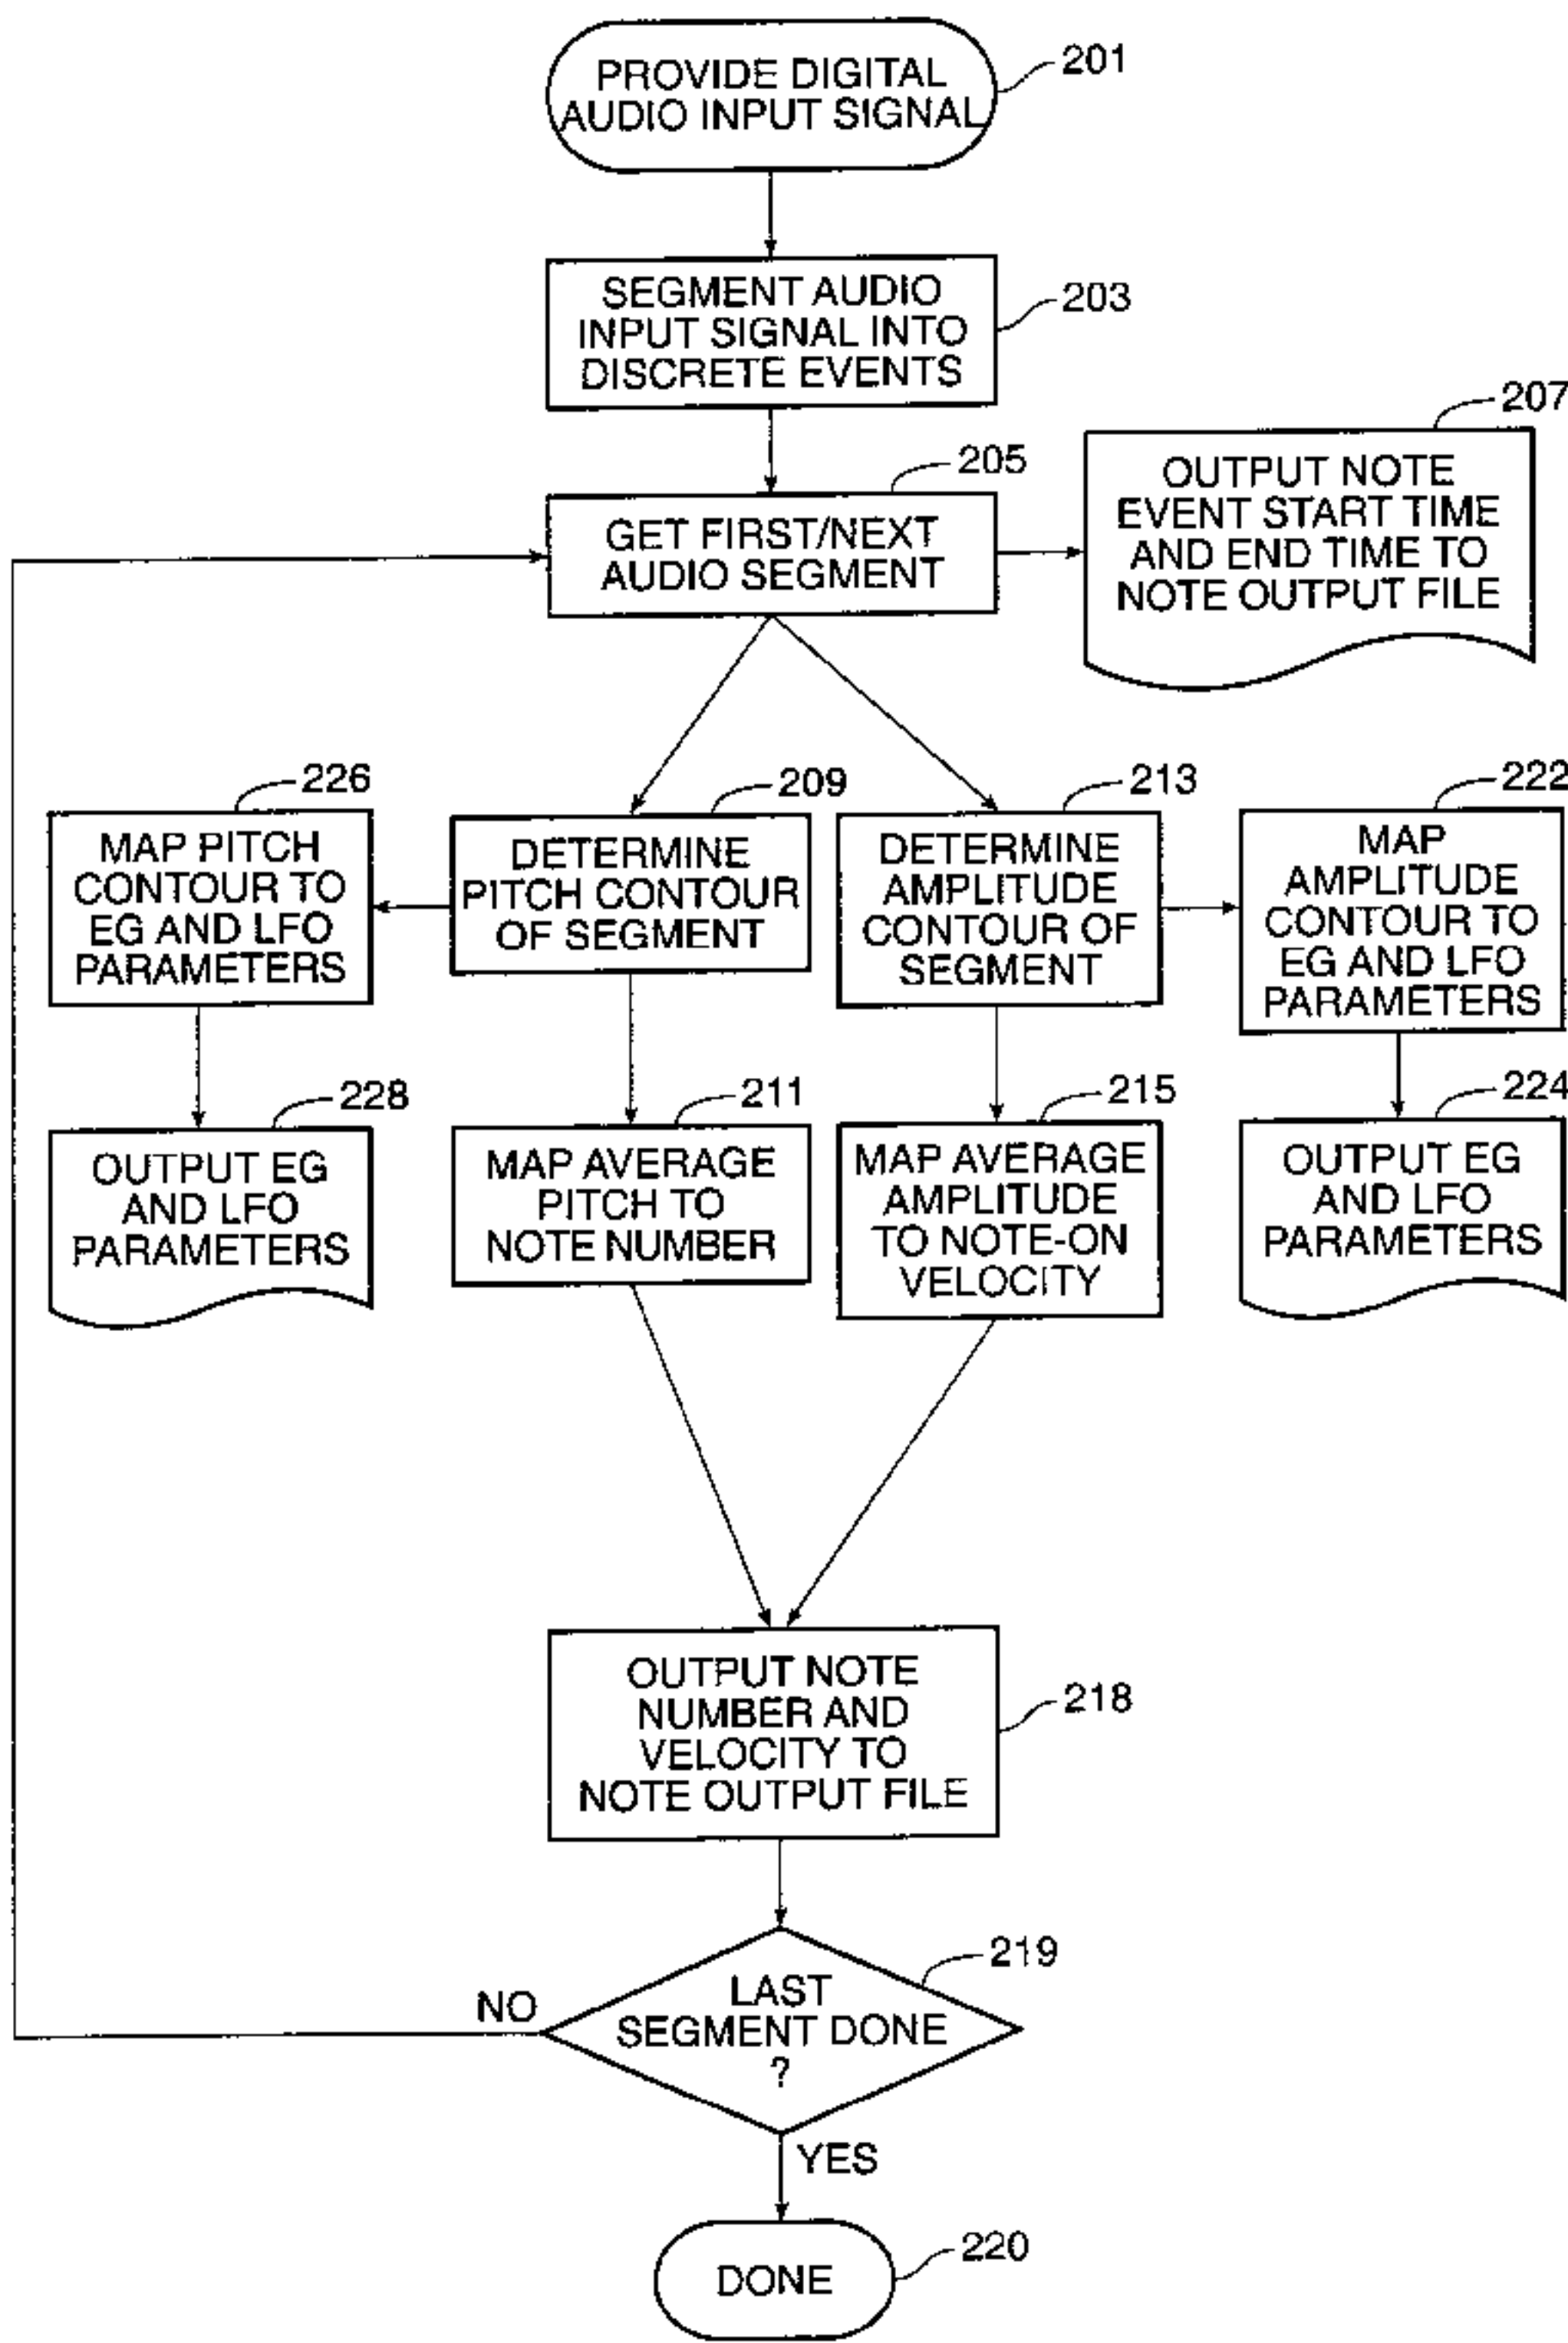 PROVIDE DIGITAL
AUDIO INPUT SIGNAL
201
SEGMENT AUDIO
INPUT SIGNAL INTO
DISCRETE EVENTS
203
205
GET FIRST/NEXT
AUDIO SEGMENT
207
OUTPUT NOTE
EVENT START TIME
AND END TIME TO
NOTE OUTPUT FILE
226
MAP PITCH
CONTOUR TO
EG AND LFO
PARAMETERS
209
DETERMINE
PITCH CONTOUR
OF SEGMENT
213
DETERMINE
AMPLITUDE
CONTOUR OF
SEGMENT
222
MAP
AMPLITUDE
CONTOUR TO
EG AND LFO
PARAMETERS
228
OUTPUT EG
AND LFO
PARAMETERS
211
MAP AVERAGE
PITCH TO
NOTE NUMBER
215
MAP AVERAGE
AMPLITUDE
TO NOTE-ON
VELOCITY
224
OUTPUT EG
AND LFO
PARAMETERS
OUTPUT NOTE
NUMBER AND
VELOCITY TO
NOTE OUTPUT FILE
218
219
LAST
SEGMENT DONE
?
NO
YES
DONE
220